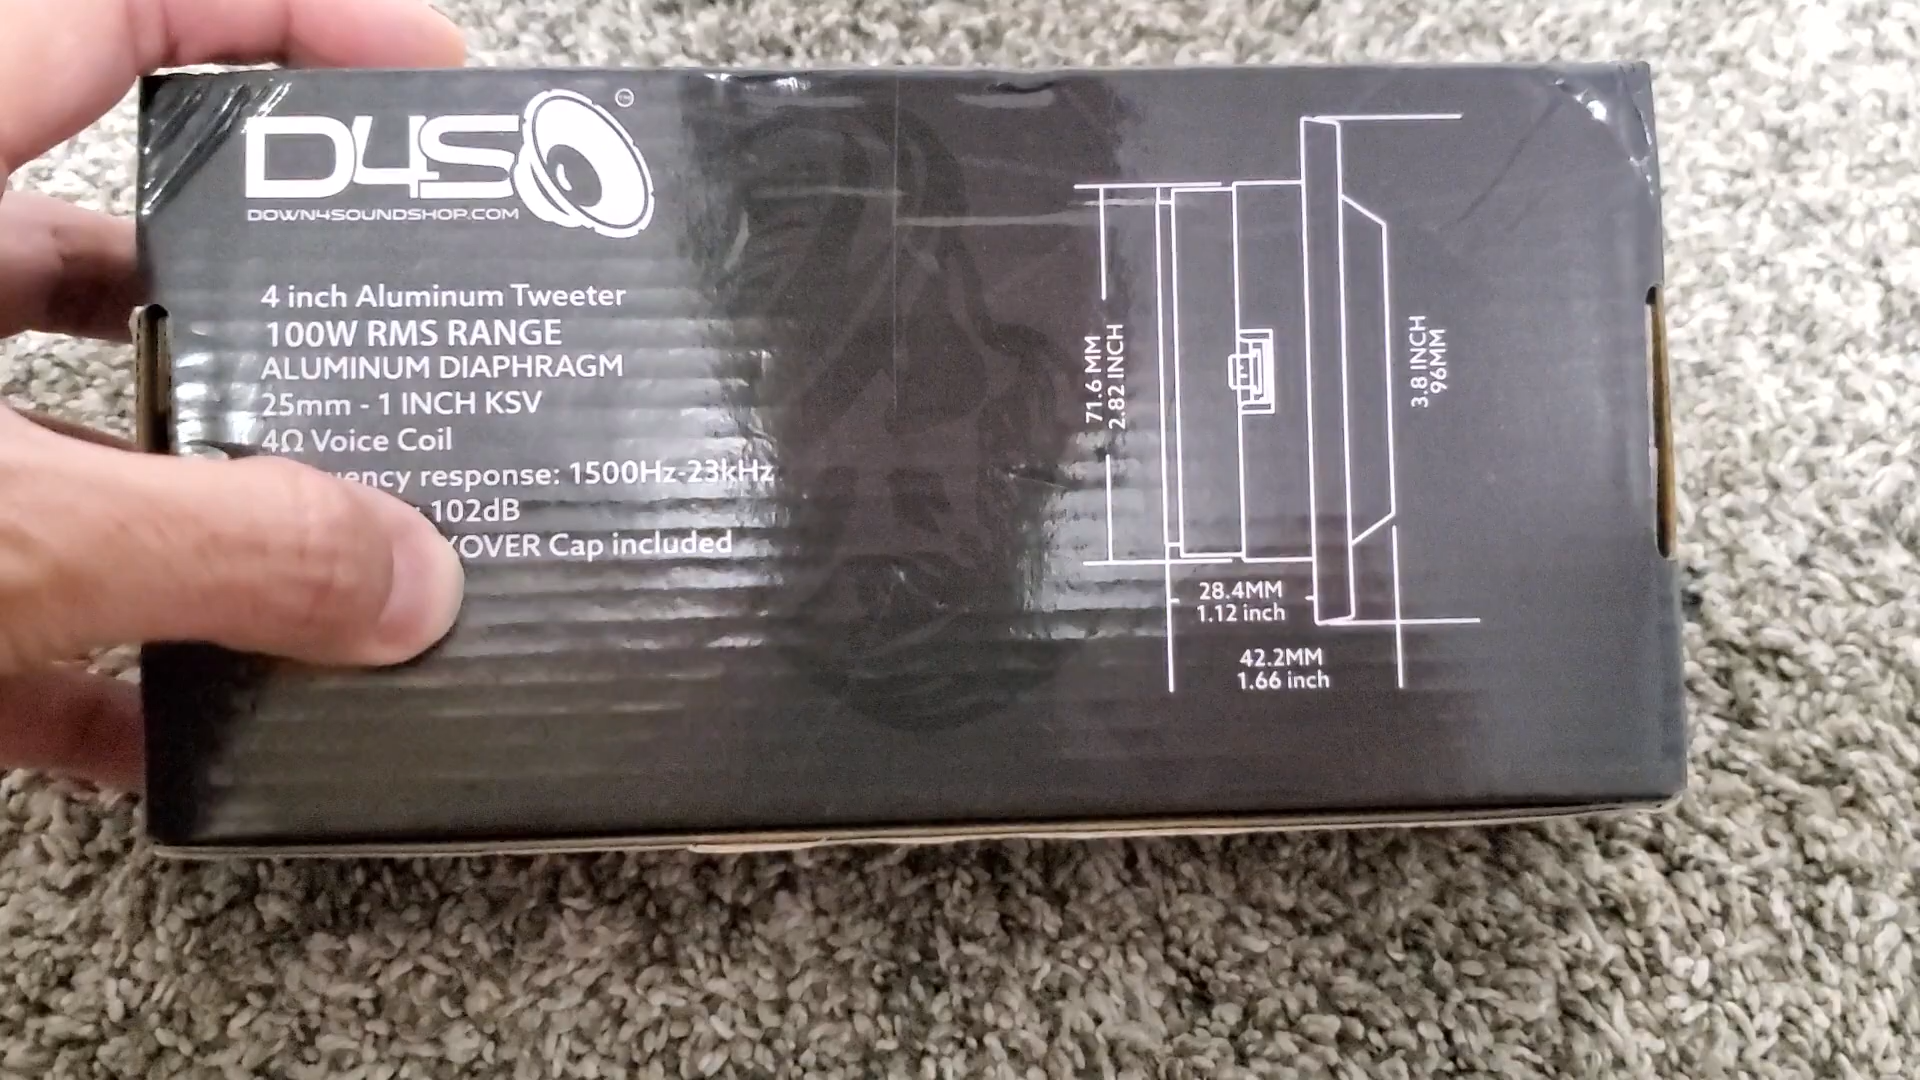 D4S
TM
DOWN4SOUNDSHOP.COM
4 inch Aluminum Tweeter
100W RMS RANGE
ALUMINUM DIAPHRAGM
25mm - 1 INCH KSV
4Ω Voice Coil
response: 1500Hz-23kHz
102dB
Cap included
71.6 MM
2.82 INCH
3.8 INCH
96MM
28.4MM
1.12 inch
42.2MM
1.66 inch